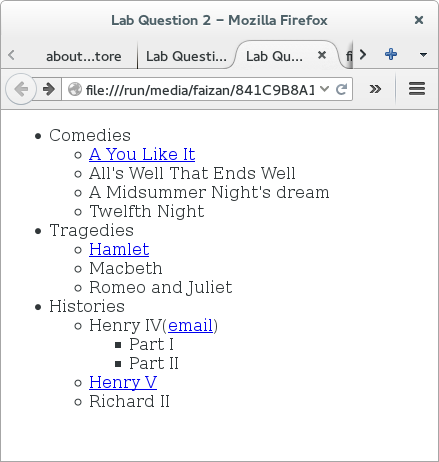 Lab Question 2 – Mozilla Firefox
about...tore
Lab Questi...
Lab Qu...
file:///run/media/faizan/841C9B8A1
Comedies
A You Like It
All's Well That Ends Well
A Midsummer Night's dream
Twelfth Night
Tragedies
Hamlet
Macbeth
Romeo and Juliet
Histories
Henry IV(email)
Part I
Part II
Henry V
Richard II